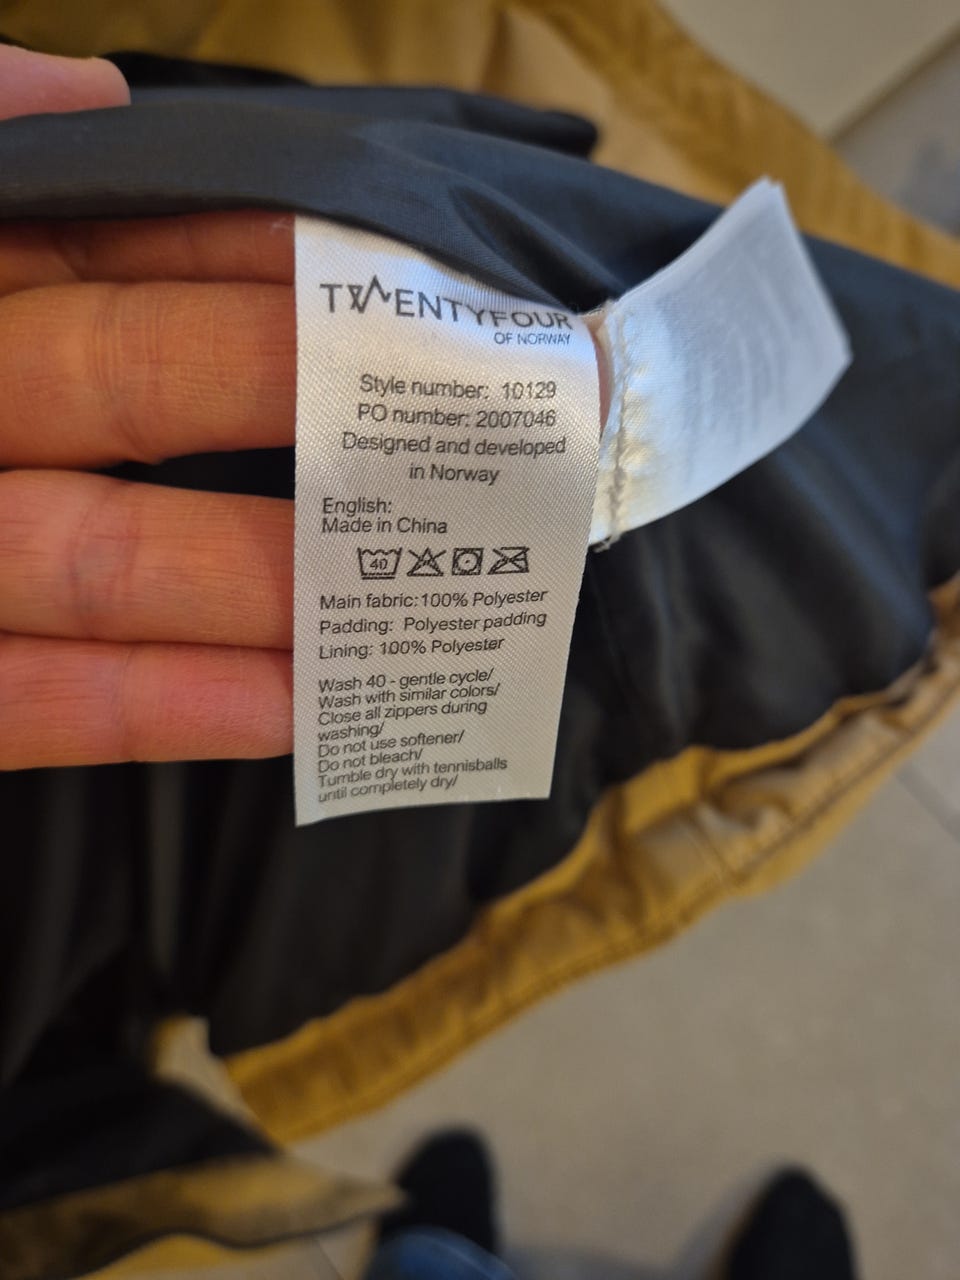 TWENTYFOUR
OF NORWAY
Style number: 10129
PO number: 2007046
Designed and developed
in Norway
English:
Made in China
40
Main fabric:100% Polyester
Padding: Polyester padding
Lining: 100% Polyester
Wash 40 - gentle cycle/
Wash with similar colors/
Close all zippers during
washing/
Do not use softener/
Do not bleach/
Tumble dry with tennisballs
until completely dry/